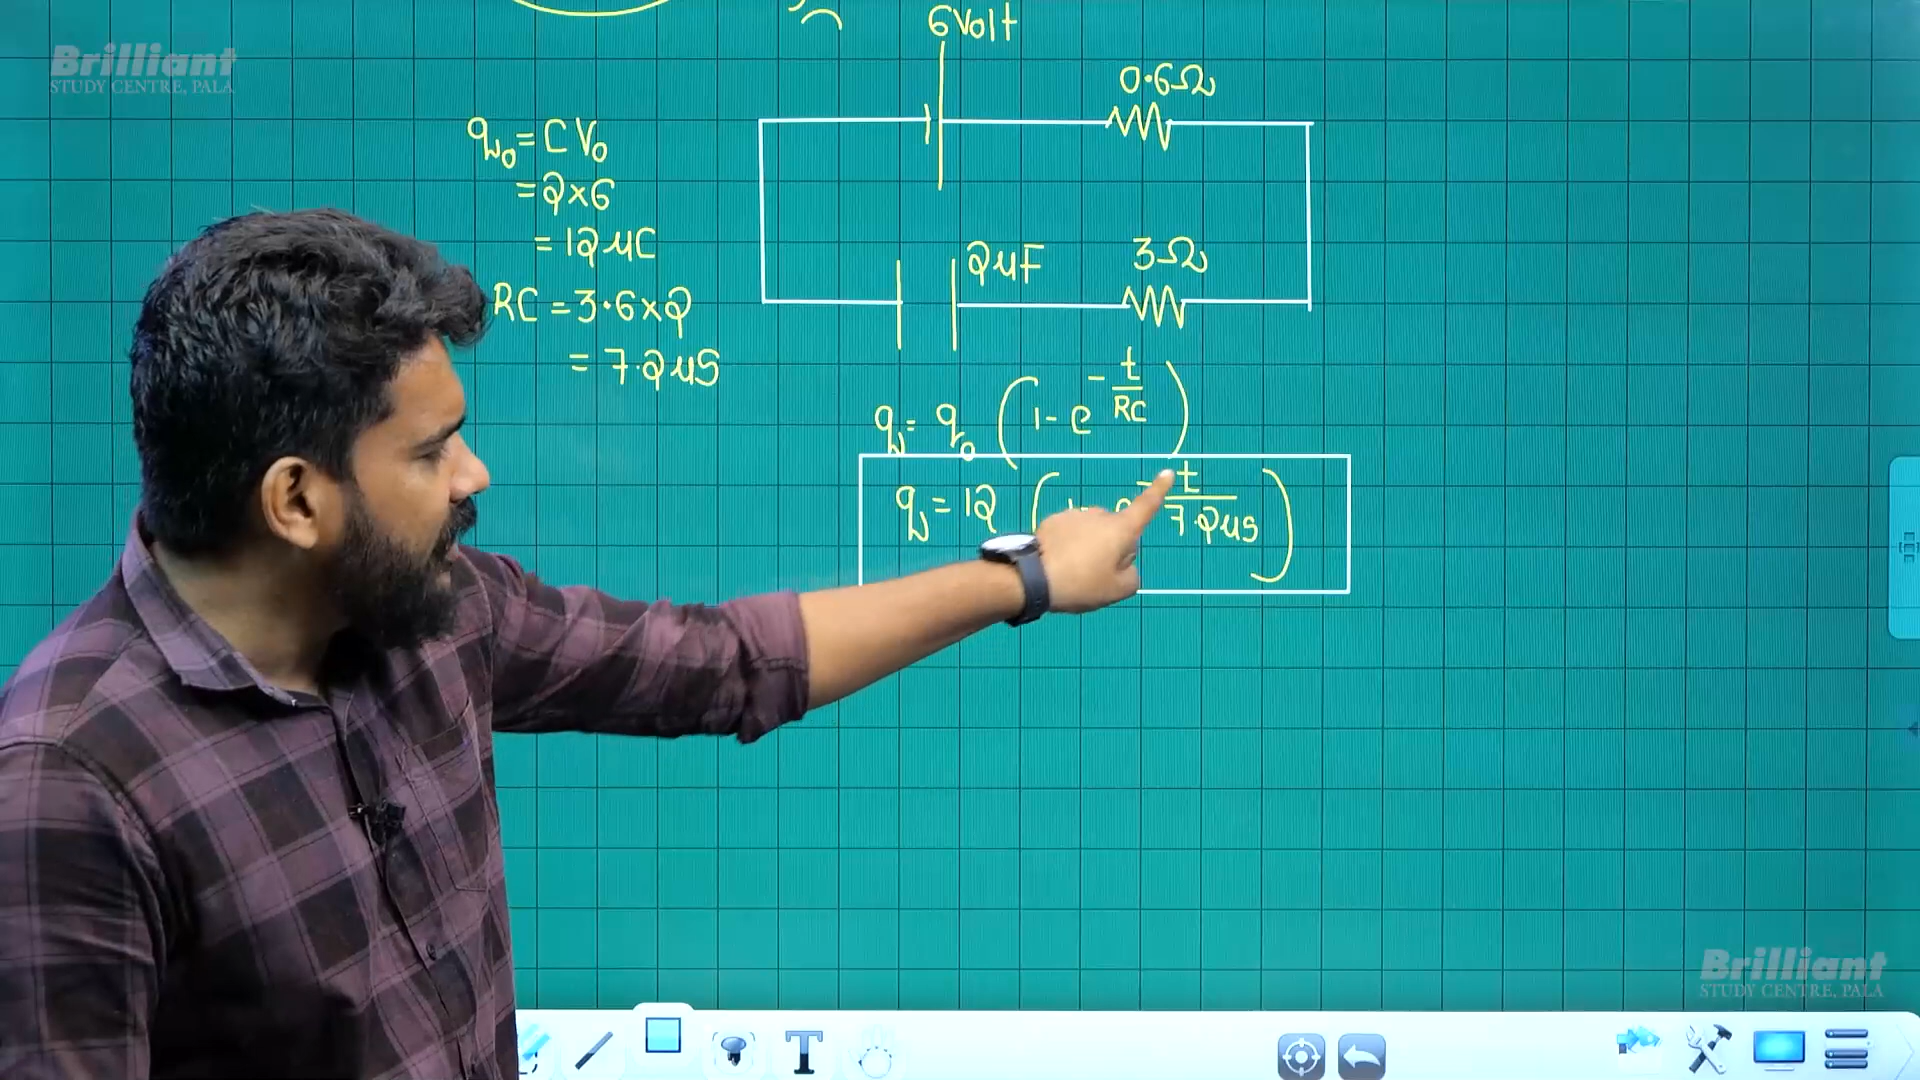 Brilliant
STUDY CENTRE, PALA
6Volt
0.6Ω
q₀ = CV₀
= 2×6
= 12μC
RC = 3.6×2
= 7.2μs
2μF
3Ω
q = q₀ (1 - e^(-t/RC))
q = 12 (1 - e^(-t/7.2μs))
T
Brilliant
STUDY CENTRE, PALA